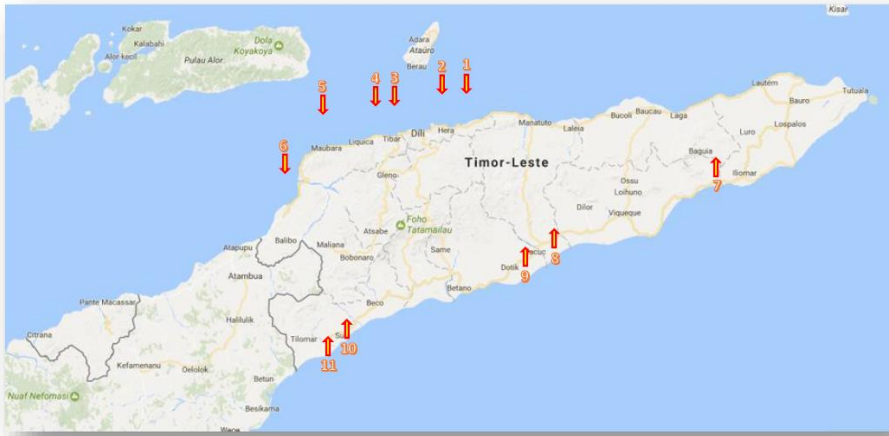 Kisar
Kokar
Kalabahi
Alor-kecil
Dola
Koyakoya
Pulau Alor
Adara
Ataúro
Berau
1
2
3
4
5
6
Lautém
Tutuala
Bauro
Lospalos
Luro
Laga
Baucau
Bucoli
Laleia
Manatuto
Hera
Dili
Tibar
Liquica
Maubara
Baguia
Iliomar
7
Timor-Leste
Gleno
Ossu
Loihuno
Viqueque
Dilor
Foho
Tatamailau
Atsabe
Same
8
Dotik
9
Balibo
Maliana
Bobonaro
Atapupu
Atambua
Betano
Beco
Pante Macassar
Halilulik
Tilomar
10
11
Citrana
Kefamenanu
Oelolok
Betun
Nuaf Nefomasi
Besikama